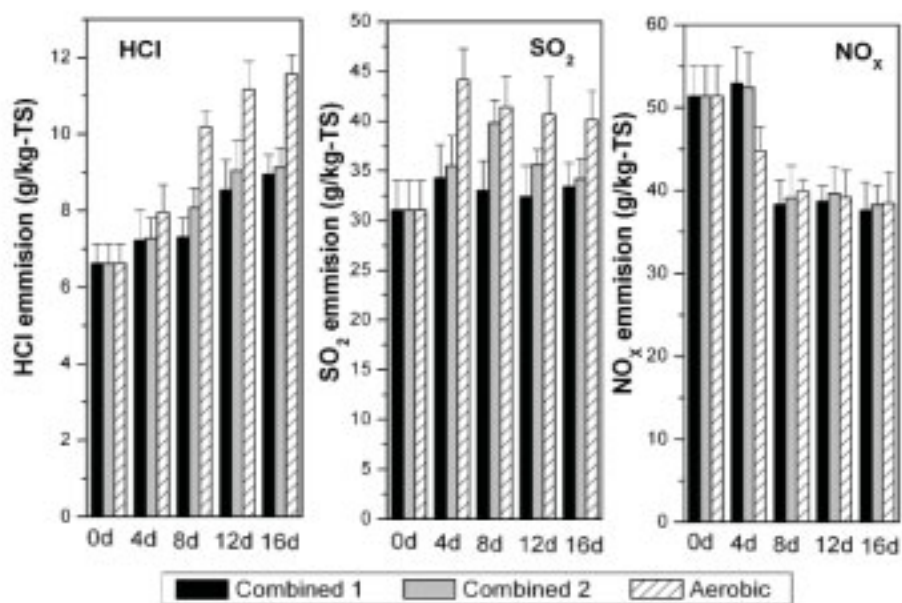 HCl
HCl emmision (g/kg-TS)
12
10
8
6
4
2
0
0d 4d 8d 12d 16d
SO2
SO2 emmision (g/kg-TS)
50
45
40
35
30
25
20
15
10
5
0
0d 4d 8d 12d 16d
NOx
NOx emmision (g/kg-TS)
60
50
40
30
20
10
0
0d 4d 8d 12d 16d
Combined 1 Combined 2 Aerobic